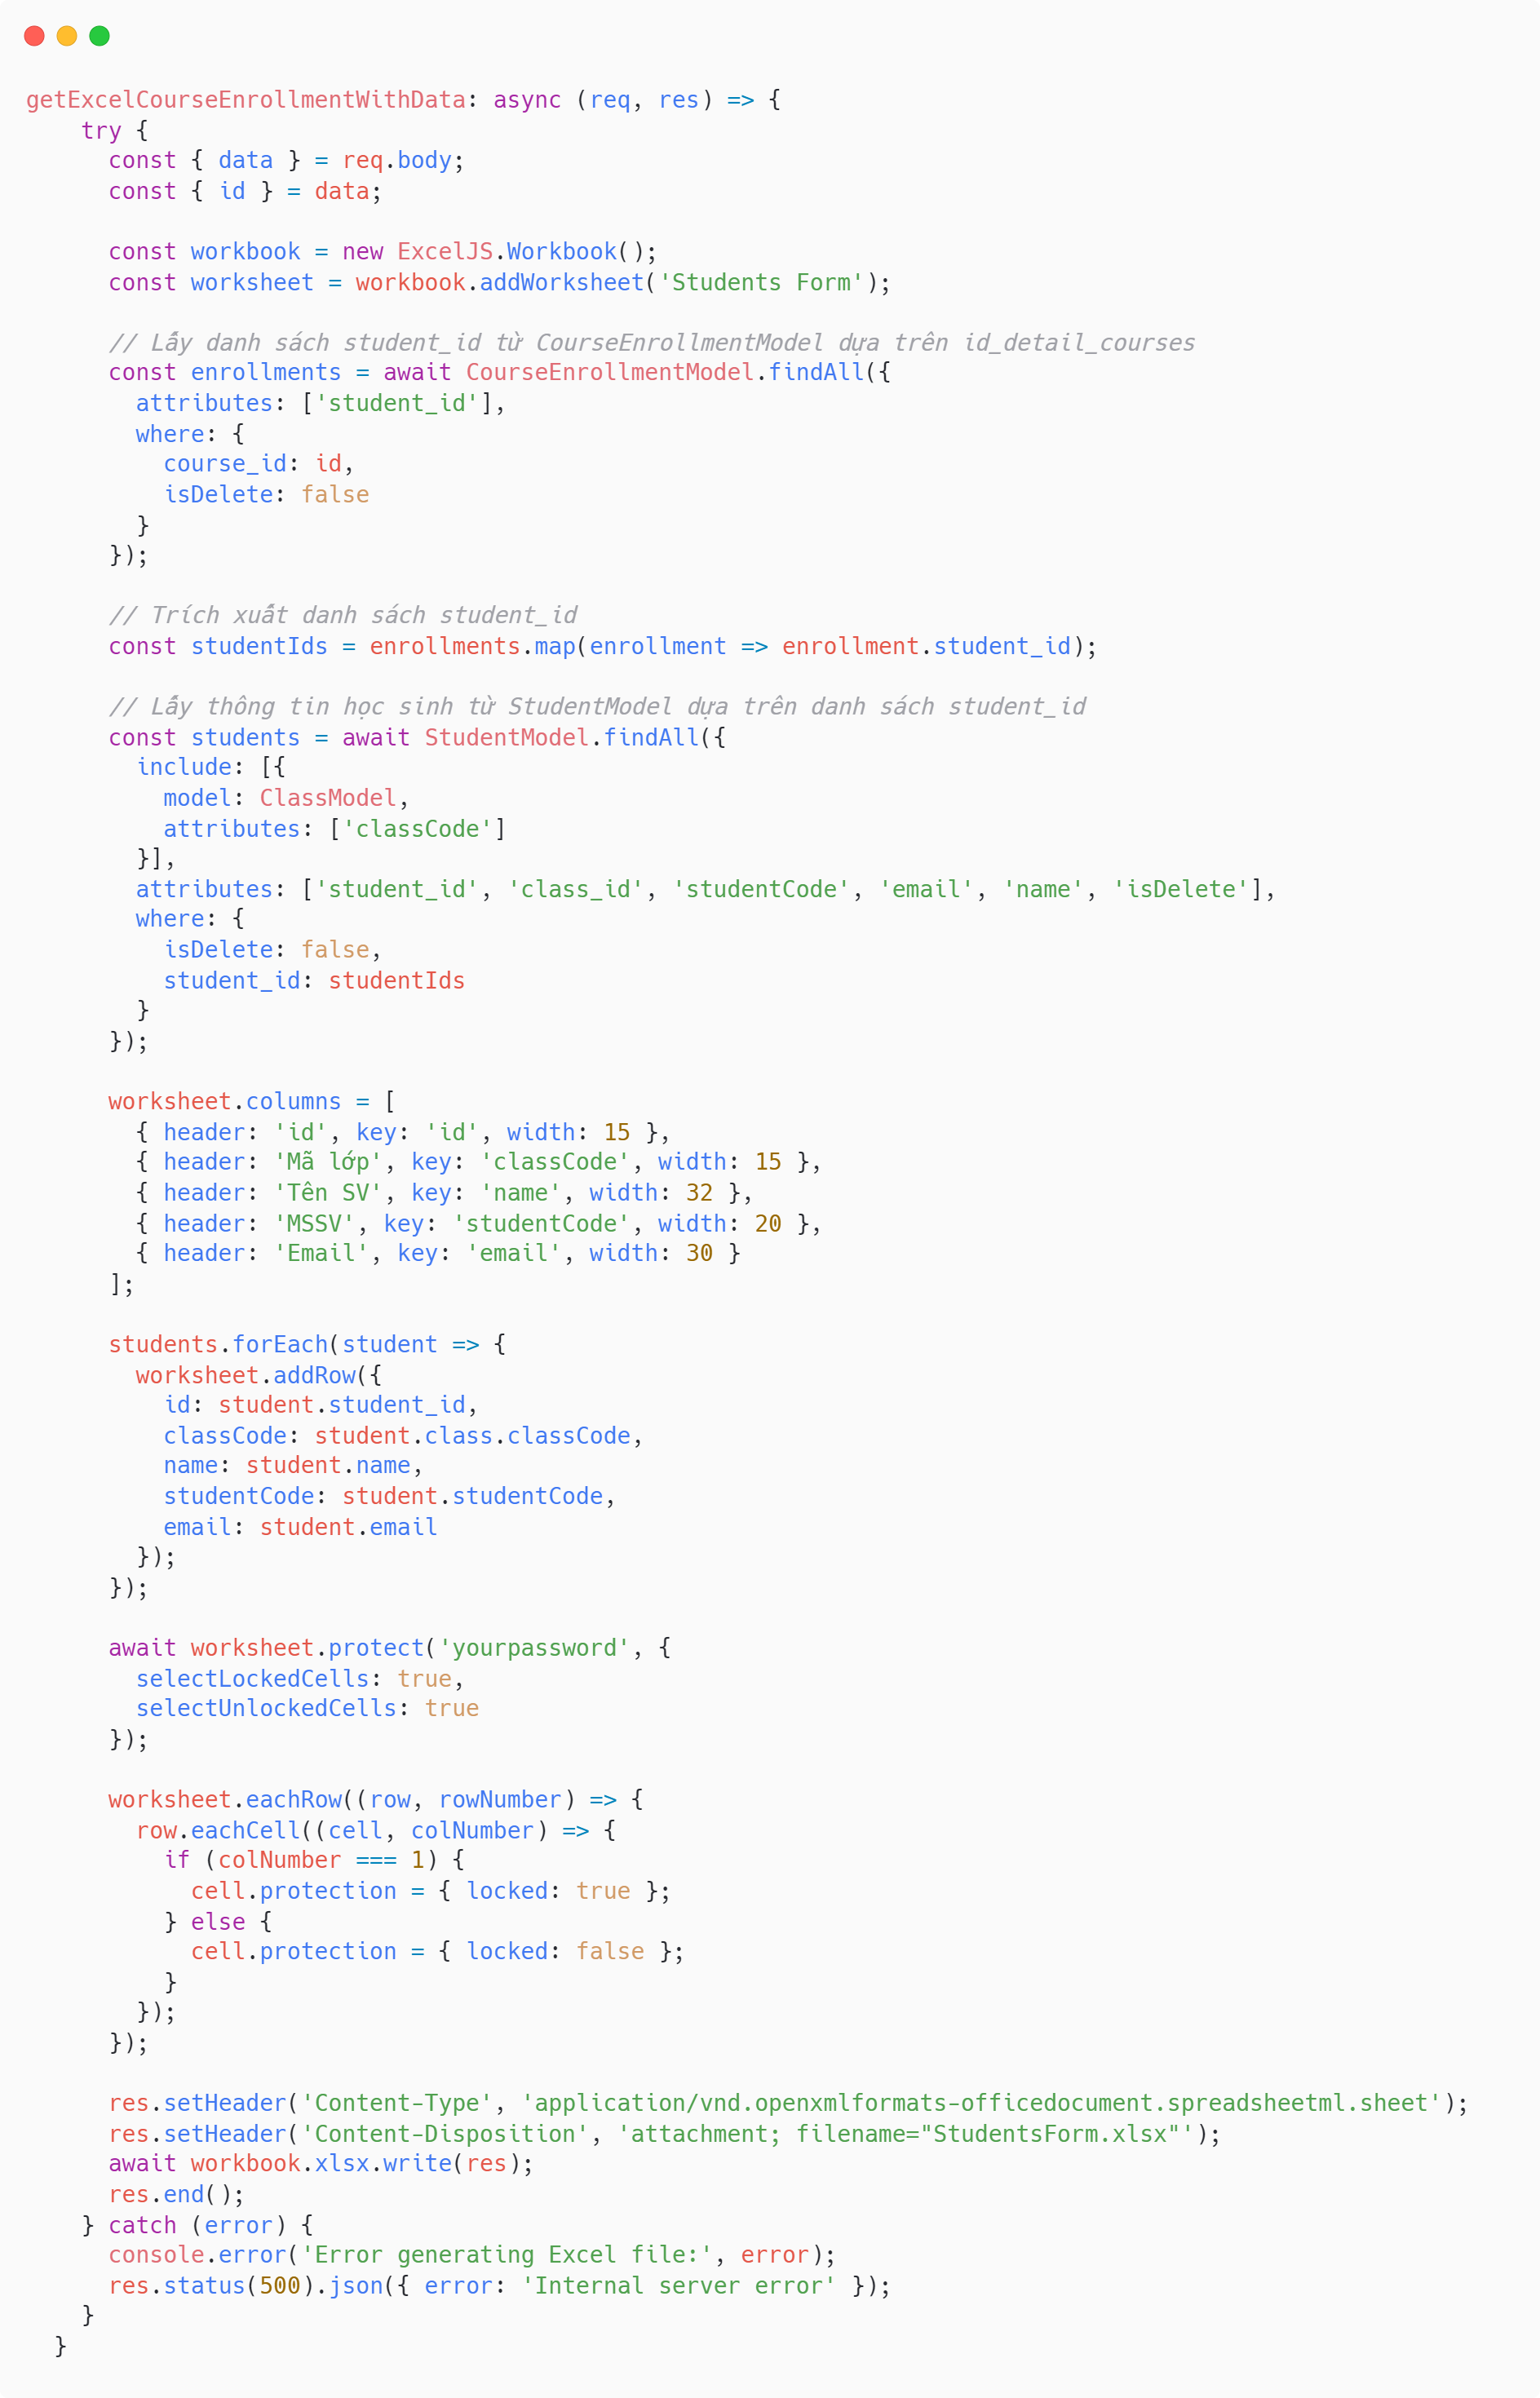 getExcelCourseEnrollmentWithData: async (req, res) => {
    try {
      const { data } = req.body;
      const { id } = data;

      const workbook = new ExcelJS.Workbook();
      const worksheet = workbook.addWorksheet('Students Form');

      // Lấy danh sách student_id từ CourseEnrollmentModel dựa trên id_detail_courses
      const enrollments = await CourseEnrollmentModel.findAll({
        attributes: ['student_id'],
        where: {
          course_id: id,
          isDelete: false
        }
      });

      // Trích xuất danh sách student_id
      const studentIds = enrollments.map(enrollment => enrollment.student_id);

      // Lấy thông tin học sinh từ StudentModel dựa trên danh sách student_id
      const students = await StudentModel.findAll({
        include: [{
          model: ClassModel,
          attributes: ['classCode']
        }],
        attributes: ['student_id', 'class_id', 'studentCode', 'email', 'name', 'isDelete'],
        where: {
          isDelete: false,
          student_id: studentIds
        }
      });

      worksheet.columns = [
        { header: 'id', key: 'id', width: 15 },
        { header: 'Mã lớp', key: 'classCode', width: 15 },
        { header: 'Tên SV', key: 'name', width: 32 },
        { header: 'MSSV', key: 'studentCode', width: 20 },
        { header: 'Email', key: 'email', width: 30 }
      ];

      students.forEach(student => {
        worksheet.addRow({
          id: student.student_id,
          classCode: student.class.classCode,
          name: student.name,
          studentCode: student.studentCode,
          email: student.email
        });
      });

      await worksheet.protect('yourpassword', {
        selectLockedCells: true,
        selectUnlockedCells: true
      });

      worksheet.eachRow((row, rowNumber) => {
        row.eachCell((cell, colNumber) => {
          if (colNumber === 1) {
            cell.protection = { locked: true };
          } else {
            cell.protection = { locked: false };
          }
        });
      });

      res.setHeader('Content-Type', 'application/vnd.openxmlformats-officedocument.spreadsheetml.sheet');
      res.setHeader('Content-Disposition', 'attachment; filename="StudentsForm.xlsx"');
      await workbook.xlsx.write(res);
      res.end();
    } catch (error) {
      console.error('Error generating Excel file:', error);
      res.status(500).json({ error: 'Internal server error' });
    }
  }